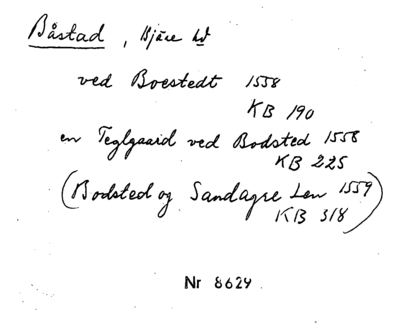 Båstad, Bjäre hd
ved Boestedt 1558
KB 190
en Teglgaard ved Bodsted 1558
KB 225
(Bodsted og Sandagre Len 1559
KB 318)
Nr 8629